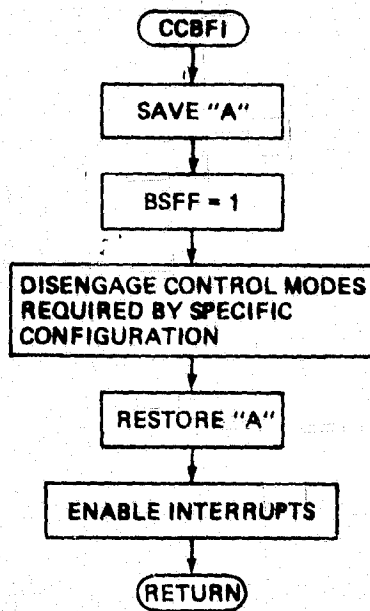 CCBFI
SAVE "A"
BSFF = 1
DISENGAGE CONTROL MODES
REQUIRED BY SPECIFIC
CONFIGURATION
RESTORE "A"
ENABLE INTERRUPTS
RETURN